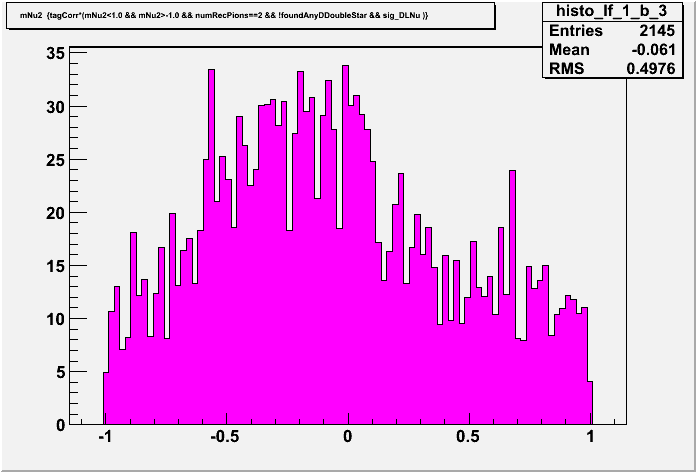 mNu2 {tagCorr*(mNu2<1.0 && mNu2>-1.0 && numRecPions==2 && !foundAnyDDoubleStar && sig_DLNu )}
histo_lf_1_b_3
Entries 2145
Mean -0.061
RMS 0.4976
35
30
25
20
15
10
5
0
-1 -0.5 0 0.5 1